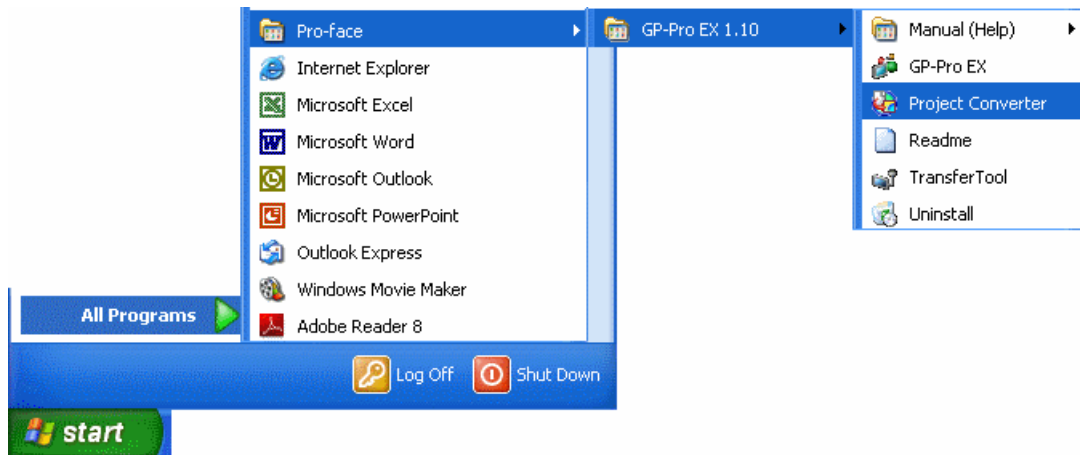 Pro-face
Internet Explorer
Microsoft Excel
Microsoft Word
Microsoft Outlook
Microsoft PowerPoint
Outlook Express
Windows Movie Maker
Adobe Reader 8
GP-Pro EX 1.10
Manual (Help)
GP-Pro EX
Project Converter
Readme
TransferTool
Uninstall
All Programs
Log Off
Shut Down
start